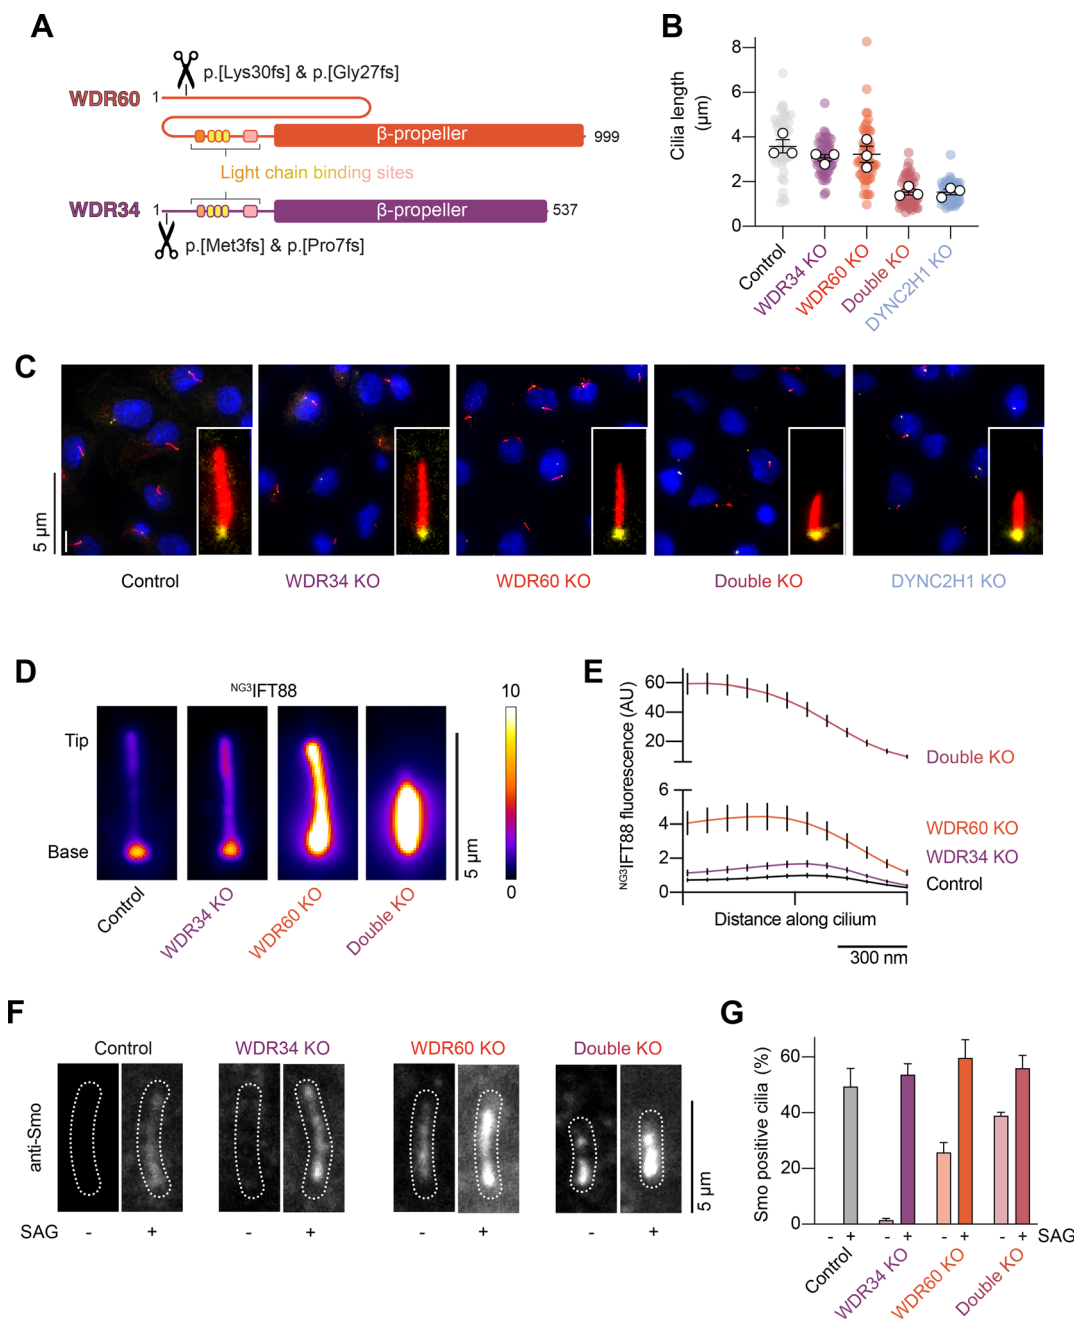 A
p.[Lys30fs] & p.[Gly27fs]
WDR60
1
β-propeller
999
Light chain binding sites
WDR34
1
β-propeller
537
p.[Met3fs] & p.[Pro7fs]
B
Cilia length
(μm)
8
6
4
2
0
Control
WDR34 KO
WDR60 KO
Double KO
DYNC2H1 KO
C
5 μm
Control
WDR34 KO
WDR60 KO
Double KO
DYNC2H1 KO
D
NG3IFT88
Tip
Base
10
0
5 μm
Control
WDR34 KO
WDR60 KO
Double KO
E
NG3IFT88 fluorescence (AU)
60
40
20
6
4
2
0
Double KO
WDR60 KO
WDR34 KO
Control
Distance along cilium
300 nm
F
Control
WDR34 KO
WDR60 KO
Double KO
anti-Smo
5 μm
SAG - + - + - + - +
G
Smo positive cilia (%)
60
40
20
0
- + - + - + - + SAG
Control
WDR34 KO
WDR60 KO
Double KO